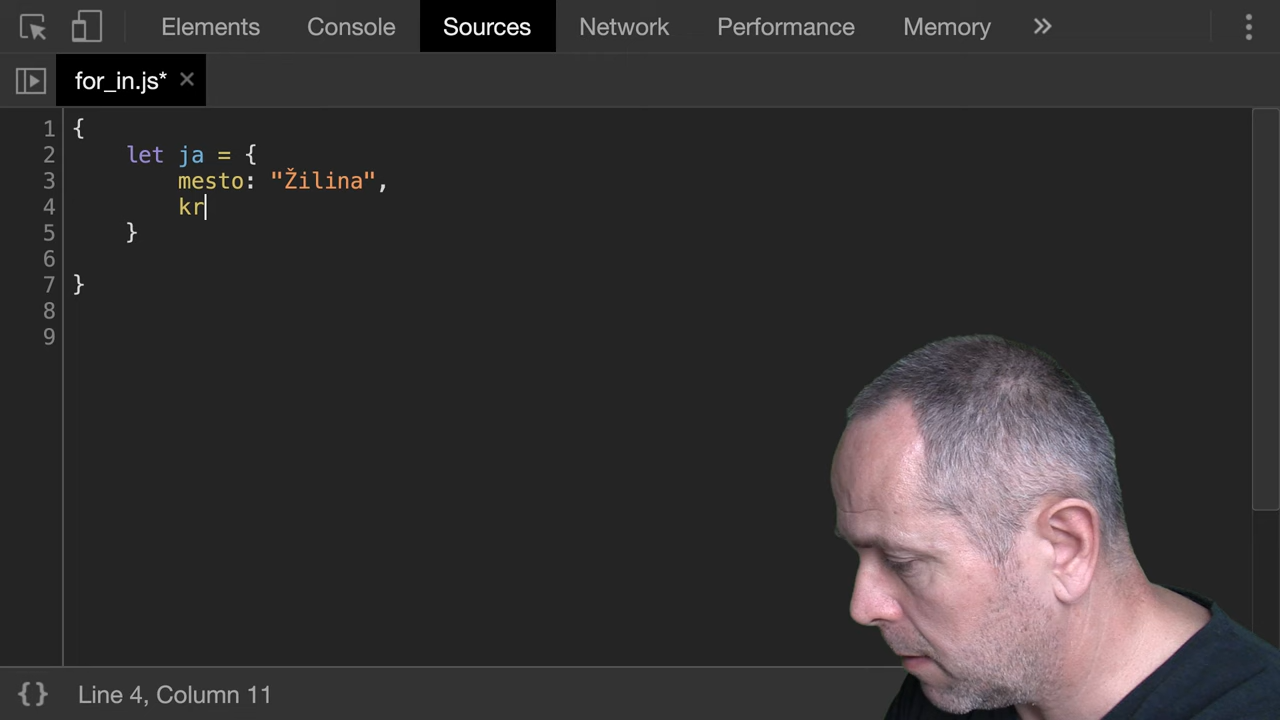 Elements Console Sources Network Performance Memory »
for_in.js* ×
1 {
2     let ja = {
3         mesto: "Žilina",
4         kr
5     }
6
7 }
8
9
{} Line 4, Column 11